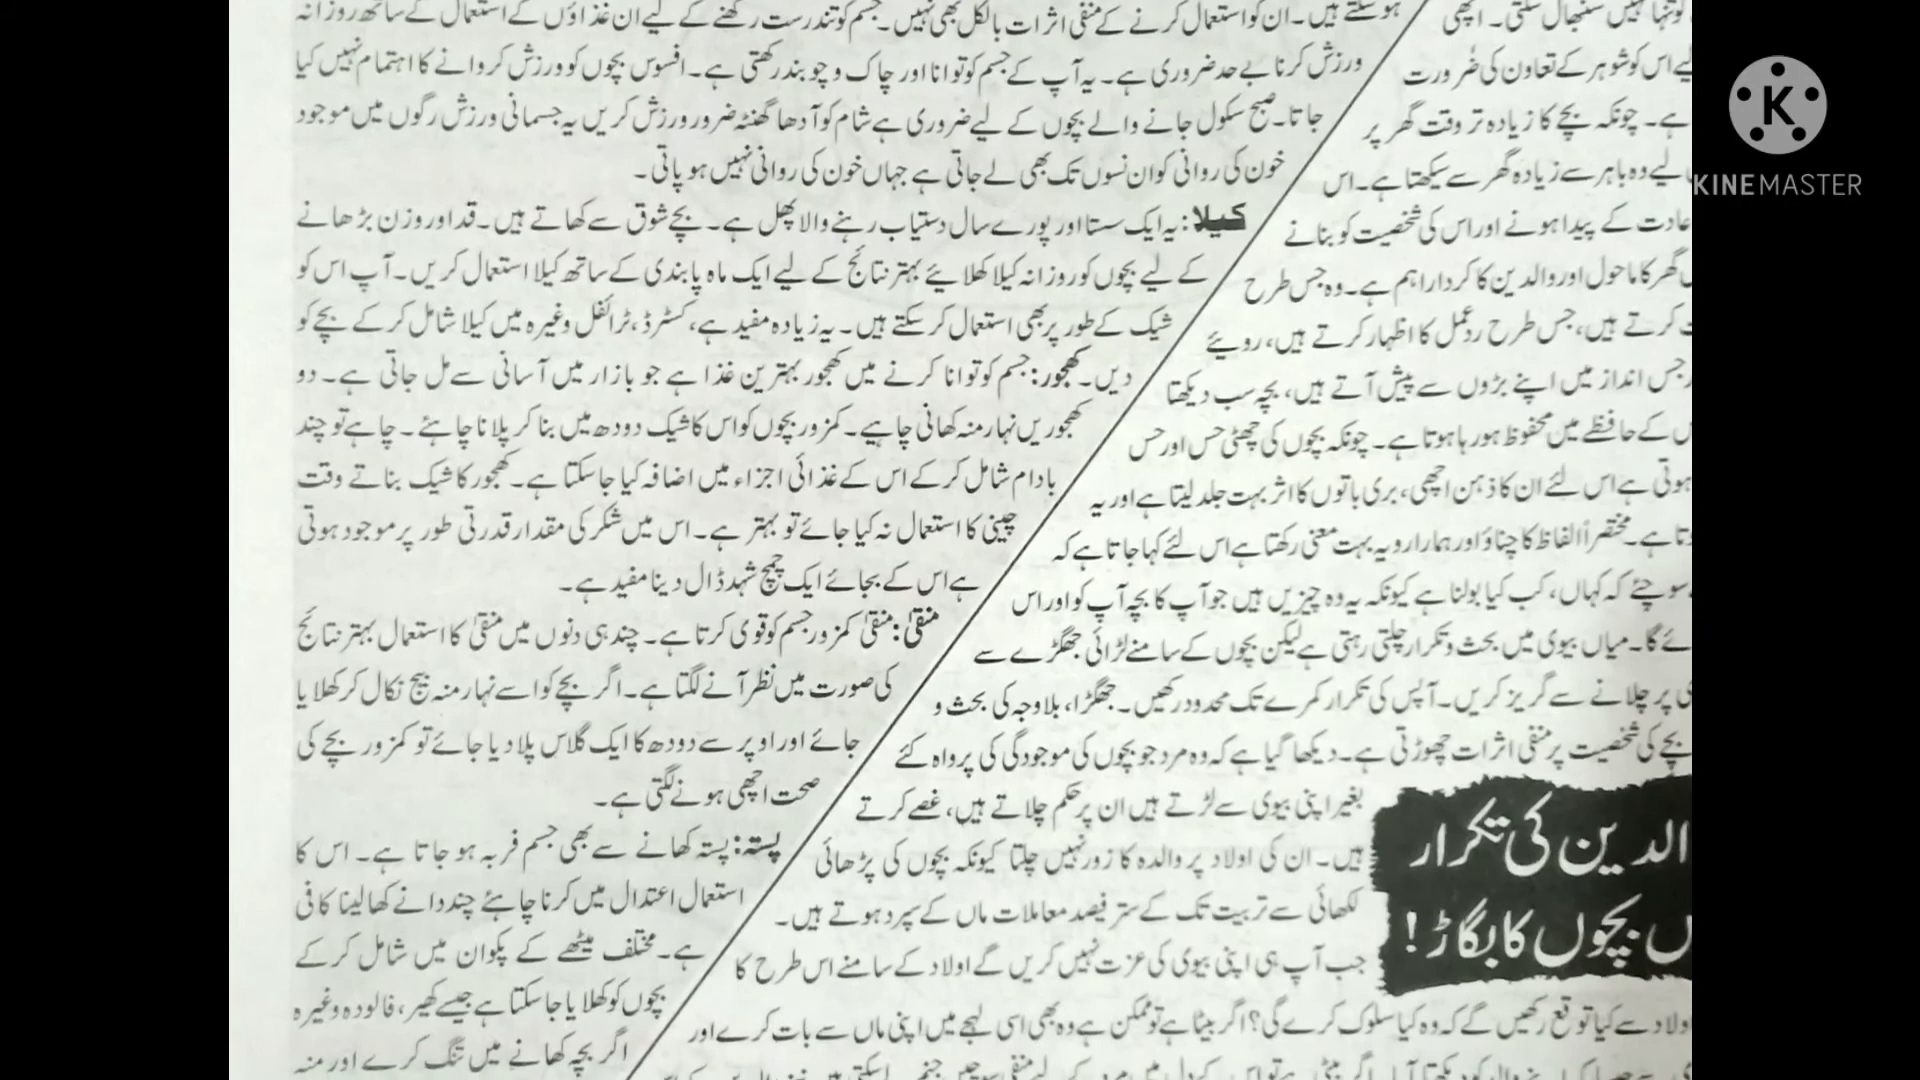 کو تنہا نہیں سنبھال سکتی۔ اچھی
لیے اس کو شوہر کے تعاون کی ضرورت
ہے۔ چونکہ بچے کا زیادہ تر وقت گھر پر
لیے وہ باہر سے زیادہ گھر سے سیکھتا ہے۔ اس
عادت کے پیدا ہونے اور اس کی شخصیت کو بنانے
گھر کا ماحول اور والدین کا کردار اہم ہے۔ وہ جس طرح
کرتے ہیں، جس طرح ردعمل کا اظہار کرتے ہیں، رویئے
جس انداز میں اپنے بڑوں سے پیش آتے ہیں، بچہ سب دیکھتا
کے حافظے میں محفوظ ہو رہا ہوتا ہے۔ چونکہ بچوں کی چھٹی حس اور حس
ہوتی ہے اس لئے ان کا ذہن اچھی، بری باتوں کا اثر بہت جلد لیتا ہے اور یہ
ہے۔ مختصراً الفاظ کا چناؤ اور ہمارا رویہ بہت معنی رکھتا ہے اس لئے کہا جاتا ہے کہ
سوچئے کہ کہاں، کب کیا بولنا ہے کیونکہ یہ وہ چیزیں ہیں جو آپ کا بچہ آپ کو اور اس
گا۔ میاں بیوی میں بحث و تکرار چلتی رہتی ہے لیکن بچوں کے سامنے لڑائی جھگڑے سے
پر چلانے سے گریز کریں۔ آپس کی تکرار کمرے تک محدود رکھیں۔ جھگڑا، بلاوجہ کی بحث و
بچے کی شخصیت پر منفی اثرات چھوڑتی ہے۔ دیکھا گیا ہے کہ وہ مرد جو بچوں کی موجودگی کی پرواہ کئے
بغیر اپنی بیوی سے لڑتے ہیں ان پر حکم چلاتے ہیں، غصے کرتے
ہیں۔ ان کی اولاد پر والدہ کا زور نہیں چلتا کیونکہ بچوں کی پڑھائی
لکھائی سے تربیت تک کے ستر فیصد معاملات ماں کے سپرد ہوتے ہیں۔
جب آپ ہی اپنی بیوی کی عزت نہیں کریں گے اولاد کے سامنے اس طرح کا
اولاد سے کیا توقع رکھیں گے کہ وہ کیا سلوک کرے گی؟ اگر بیٹا ہے تو ممکن ہے وہ بھی اسی لہجے میں اپنی ماں سے بات کرے اور
الدین کی تکرار
بچوں کا بگاڑ!
ہو سکتے ہیں۔ ان کو استعمال کرنے کے منفی اثرات بالکل بھی نہیں۔ جسم کو تندرست رکھنے کے لیے ان غذاؤں کے استعمال کے ساتھ روزانہ
ورزش کرنا بے حد ضروری ہے۔ یہ آپ کے جسم کو توانا اور چاک و چوبند رکھتی ہے۔ افسوس بچوں کو ورزش کروانے کا اہتمام نہیں کیا
جاتا۔ صبح سکول جانے والے بچوں کے لیے ضروری ہے شام کو آدھا گھنٹہ ضرور ورزش کریں یہ جسمانی ورزش رگوں میں موجود
خون کی روانی کو ان نسوں تک بھی لے جاتی ہے جہاں خون کی روانی نہیں ہو پاتی۔
کیلا: یہ ایک سستا اور پورے سال دستیاب رہنے والا پھل ہے۔ بچے شوق سے کھاتے ہیں۔ قد اور وزن بڑھانے
کے لیے بچوں کو روزانہ کیلا کھلائیے بہتر نتائج کے لیے ایک ماہ پابندی کے ساتھ کیلا استعمال کریں۔ آپ اس کو
شیک کے طور پر بھی استعمال کر سکتے ہیں۔ یہ زیادہ مفید ہے، کسٹرڈ، ٹرائفل وغیرہ میں کیلا شامل کر کے بچے کو
دیں۔ کھجور: جسم کو توانا کرنے میں کھجور بہترین غذا ہے جو بازار میں آسانی سے مل جاتی ہے۔ دو
کھجوریں نہار منہ کھانی چاہیے۔ کمزور بچوں کو اس کا شیک دودھ میں بنا کر پلانا چاہئے۔ چاہے تو چند
بادام شامل کر کے اس کے غذائی اجزاء میں اضافہ کیا جا سکتا ہے۔ کھجور کا شیک بناتے وقت
چینی کا استعمال نہ کیا جائے تو بہتر ہے۔ اس میں شکر کی مقدار قدرتی طور پر موجود ہوتی
ہے اس کے بجائے ایک چمچ شہد ڈال دینا مفید ہے۔
منقیٰ: منقیٰ کمزور جسم کو قوی کرتا ہے۔ چند ہی دنوں میں منقیٰ کا استعمال بہتر نتائج
کی صورت میں نظر آنے لگتا ہے۔ اگر بچے کو اسے نہار منہ بیج نکال کر کھلایا
جائے اور اوپر سے دودھ کا ایک گلاس پلا دیا جائے تو کمزور بچے کی
صحت اچھی ہونے لگتی ہے۔
پستہ: پستہ کھانے سے بھی جسم فربہ ہو جاتا ہے۔ اس کا
استعمال اعتدال میں کرنا چاہئے چند دانے کھا لینا کافی
ہے۔ مختلف میٹھے کے پکوان میں شامل کر کے
بچوں کو کھلایا جا سکتا ہے جیسے کھیر، فالودہ وغیرہ
اگر بچہ کھانے میں تنگ کرے اور منہ
K
KINEMASTER